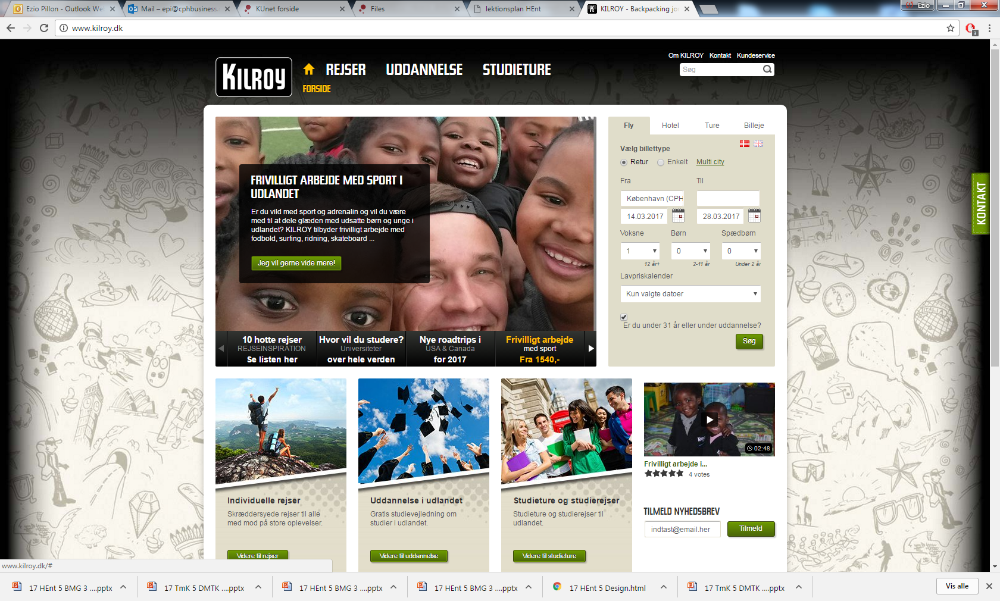 Ezio Pillon - Outlook We
Mail – epi@cphbusiness.
KUnet forside
Files
lektionsplan HEnt
KILROY - Backpacking jo
Ezio
www.kilroy.dk
3
Om KILROY Kontakt Kundeservice
KILROY
REJSER UDDANNELSE STUDIETURE
Søg
FORSIDE
FRIVILLIGT ARBEJDE MED SPORT I
UDLANDET
Er du vild med sport og adrenalin og vil du være
med til at dele glæden med udsatte børn og unge i
udlandet? KILROY tilbyder frivilligt arbejde med
fodbold, surfing, ridning, skateboard ...
Jeg vil gerne vide mere!
10 hotte rejser
REJSEINSPIRATION
Se listen her
Hvor vil du studere?
Universiteter
over hele verden
Nye roadtrips i
USA & Canada
for 2017
Frivilligt arbejde
med sport
Fra 1540,-
Fly Hotel Ture Billeje
Vælg billettype
Retur Enkelt Multi city
Fra Til
København (CPH
14.03.2017 28.03.2017
Voksne Børn Spædbørn
1 0 0
12 år+ 2-11 år Under 2 år
Lavpriskalender
Kun valgte datoer
Er du under 31 år eller under uddannelse?
Søg
KONTAKT
Individuelle rejser
Skræddersyede rejser til alle
med mod på store oplevelser.
Videre til rejser
Uddannelse i udlandet
Gratis studievejledning om
studier i udlandet.
Videre til uddannelse
Studieture og studierejser
Studieture og studierejser til
udlandet.
Videre til studieture
02:48
Frivilligt arbejde i...
4 votes
TILMELD NYHEDSBREV
indtast@email.her
Tilmeld
www.kilroy.dk/#
17 HEnt 5 BMG 3 ....pptx
17 TmK 5 DMTK ....pptx
17 HEnt 5 BMG 3 ....pptx
17 HEnt 5 BMG 3 ....pptx
17 HEnt 5 Design.html
17 TmK 5 DMTK ....pptx
Vis alle